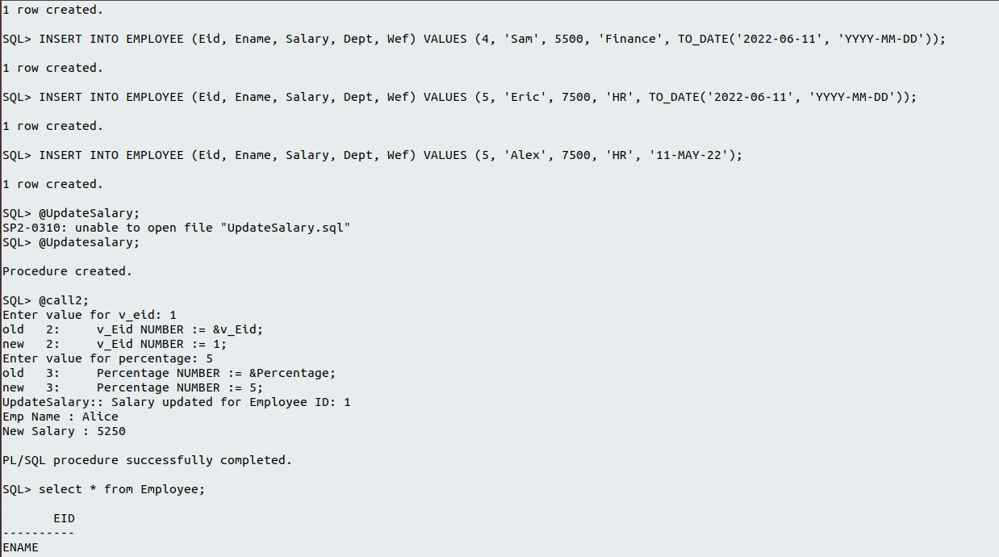 1 row created.
SQL> INSERT INTO EMPLOYEE (Eid, Ename, Salary, Dept, Wef) VALUES (4, 'Sam', 5500, 'Finance', TO_DATE('2022-06-11', 'YYYY-MM-DD'));
1 row created.
SQL> INSERT INTO EMPLOYEE (Eid, Ename, Salary, Dept, Wef) VALUES (5, 'Eric', 7500, 'HR', TO_DATE('2022-06-11', 'YYYY-MM-DD'));
1 row created.
SQL> INSERT INTO EMPLOYEE (Eid, Ename, Salary, Dept, Wef) VALUES (5, 'Alex', 7500, 'HR', '11-MAY-22');
1 row created.
SQL> @UpdateSalary;
SP2-0310: unable to open file "UpdateSalary.sql"
SQL> @Updatesalary;
Procedure created.
SQL> @call2;
Enter value for v_eid: 1
old   2:     v_Eid NUMBER := &v_Eid;
new   2:     v_Eid NUMBER := 1;
Enter value for percentage: 5
old   3:     Percentage NUMBER := &Percentage;
new   3:     Percentage NUMBER := 5;
UpdateSalary:: Salary updated for Employee ID: 1
Emp Name : Alice
New Salary : 5250
PL/SQL procedure successfully completed.
SQL> select * from Employee;
EID
----------
ENAME